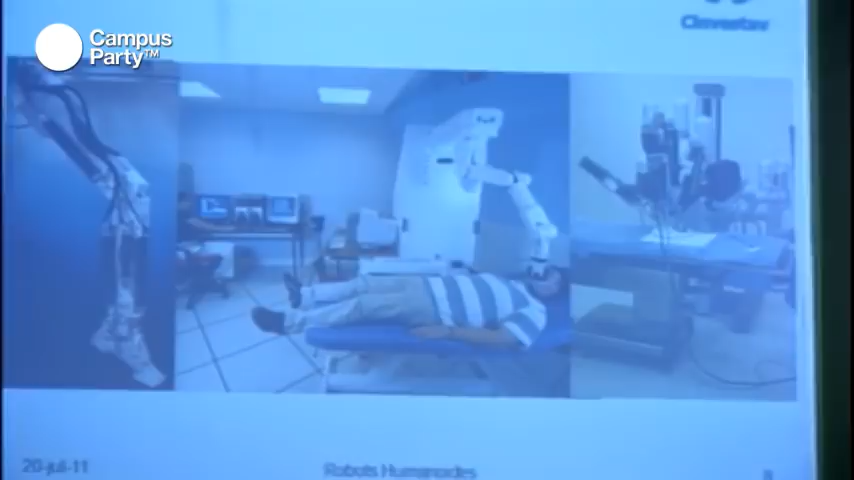 Campus
Party™
Cinvestav
20-jul-11
Robots Humanoides